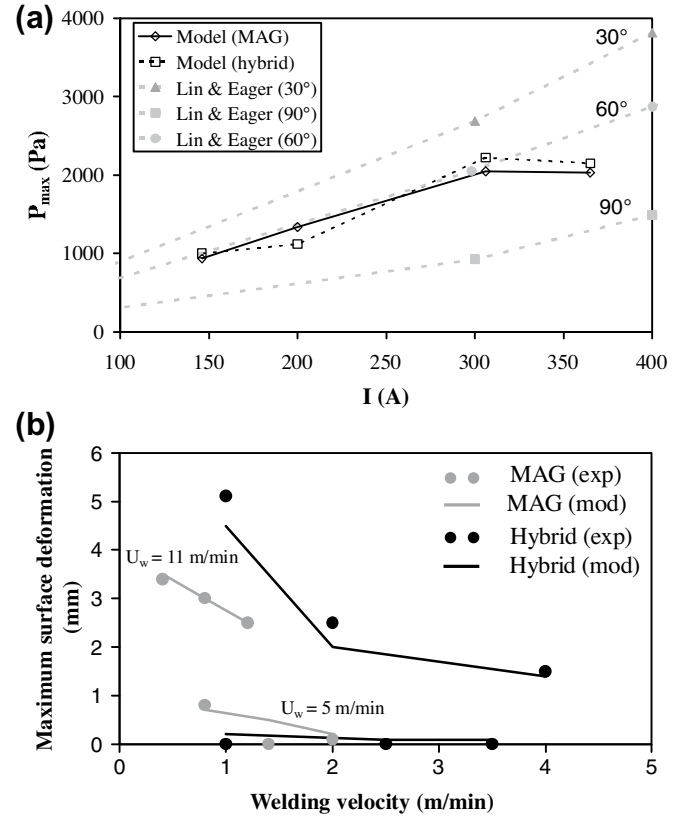 (a)
4000
3000
2000
1000
0
P_max (Pa)
Model (MAG)
Model (hybrid)
Lin & Eager (30°)
Lin & Eager (90°)
Lin & Eager (60°)
30°
60°
90°
100 150 200 250 300 350 400
I (A)
(b)
6
5
4
3
2
1
0
Maximum surface deformation
(mm)
MAG (exp)
MAG (mod)
Hybrid (exp)
Hybrid (mod)
U_w = 11 m/min
U_w = 5 m/min
0 1 2 3 4 5
Welding velocity (m/min)